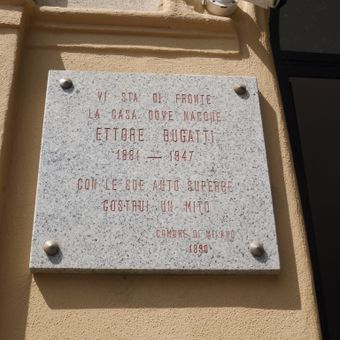 VI STA DI FRONTE
LA CASA DOVE NACQUE
ETTORE BUGATTI
1881 — 1947
CON LE SUE AUTO SUPERBE
COSTRUI UN MITO
COMUNE DI MILANO
1990